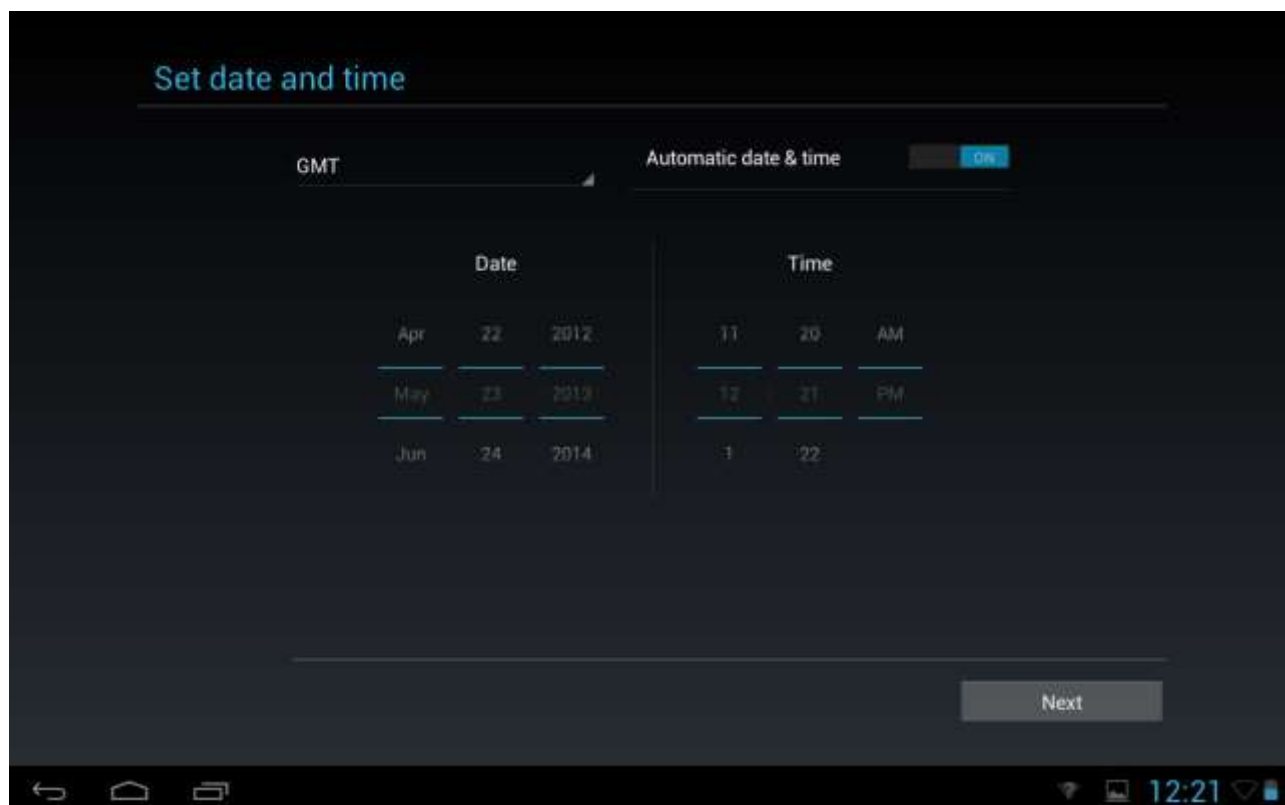 Set date and time
GMT
Automatic date & time ON
Date Time
Apr 22 2012 11 20 AM
May 23 2013 12 21 PM
Jun 24 2014 1 22
Next
12:21